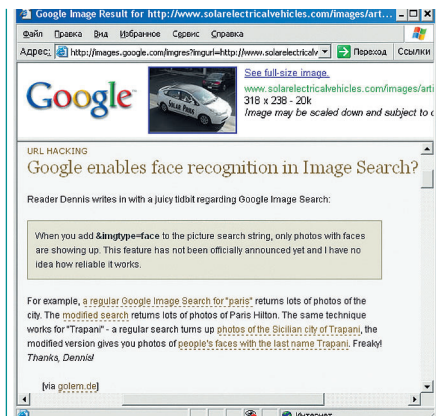 Google Image Result for http://www.solarelectricalvehicles.com/images/art...
Файл Правка Вид Избранное Сервис Справка
Адрес: http://images.google.com/imgres?imgurl=http://www.solarelectricalv Переход Ссылки
Google
SOLAR PARK
See full-size image.
www.solarelectricalvehicles.com/images/arti
318 x 238 - 20k
Image may be scaled down and subject to c
URL HACKING
Google enables face recognition in Image Search?
Reader Dennis writes in with a juicy tidbit regarding Google Image Search:
When you add &imgtype=face to the picture search string, only photos with faces
are showing up. This feature has not been officially announced yet and I have no
idea how reliable it works.
For example, a regular Google Image Search for "paris" returns lots of photos of the
city. The modified search returns lots of photos of Paris Hilton. The same technique
works for "Trapani" - a regular search turns up photos of the Sicilian city of Trapani, the
modified version gives you photos of people's faces with the last name Trapani. Freaky!
Thanks, Dennis!
[via golem.de]
Интернет